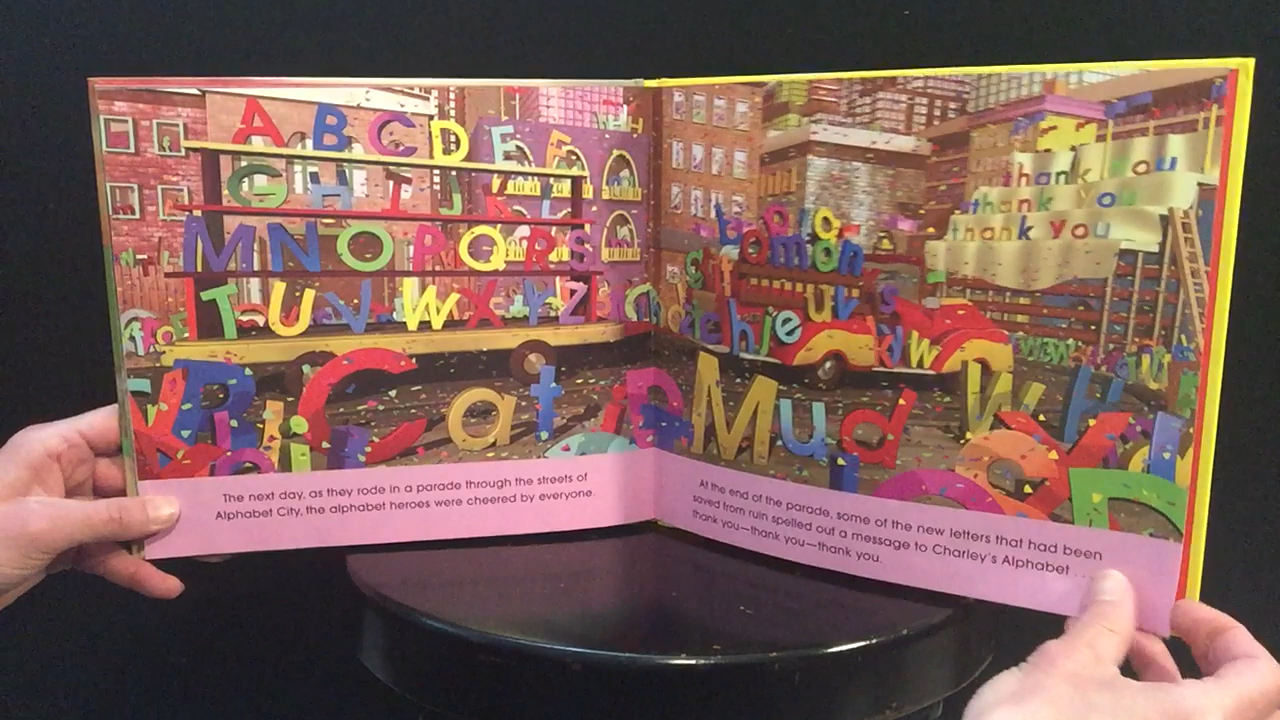 A B C D E F
G H I J K L
M N O P Q R S
T U V W X Y Z
C a t
The next day, as they rode in a parade through the streets of
Alphabet City, the alphabet heroes were cheered by everyone.
thank you
thank you
thank you
M u d
At the end of the parade, some of the new letters that had been
saved from ruin spelled out a message to Charley's Alphabet . . .
thank you—thank you—thank you.